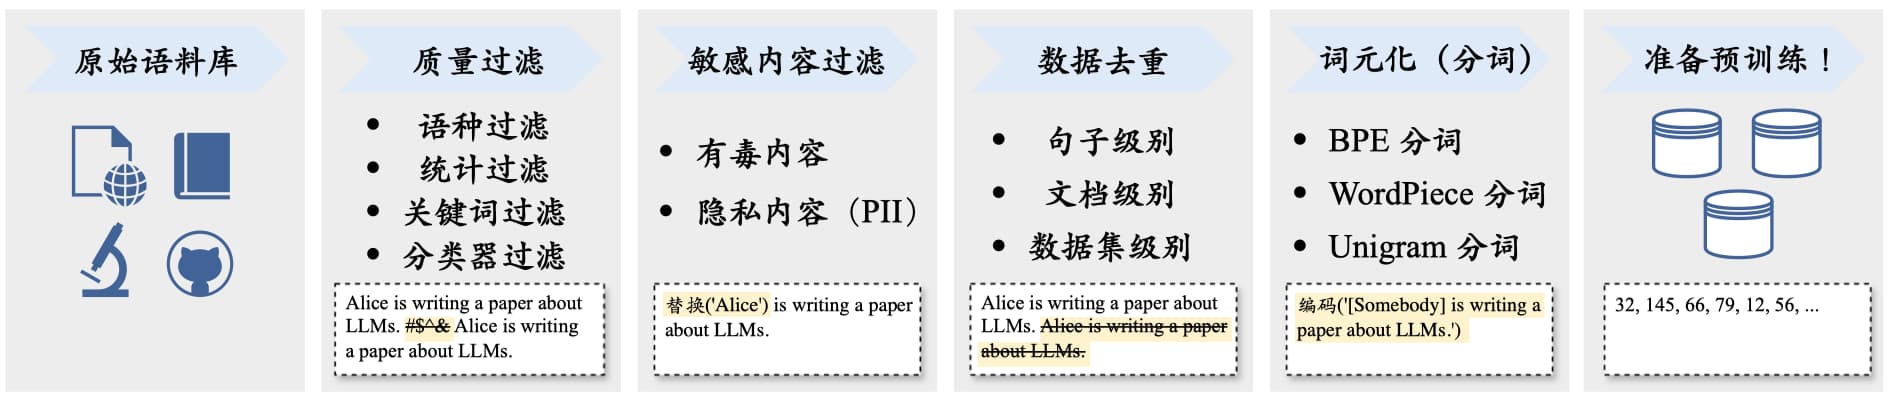 原始语料库
质量过滤
• 语种过滤
• 统计过滤
• 关键词过滤
• 分类器过滤
Alice is writing a paper about
LLMs. #$^& Alice is writing
a paper about LLMs.
敏感内容过滤
• 有毒内容
• 隐私内容（PII）
替换('Alice') is writing a paper
about LLMs.
数据去重
• 句子级别
• 文档级别
• 数据集级别
Alice is writing a paper about
LLMs. Alice is writing a paper
about LLMs.
词元化（分词）
• BPE 分词
• WordPiece 分词
• Unigram 分词
编码('[Somebody] is writing a
paper about LLMs.')
准备预训练！
32, 145, 66, 79, 12, 56, ...